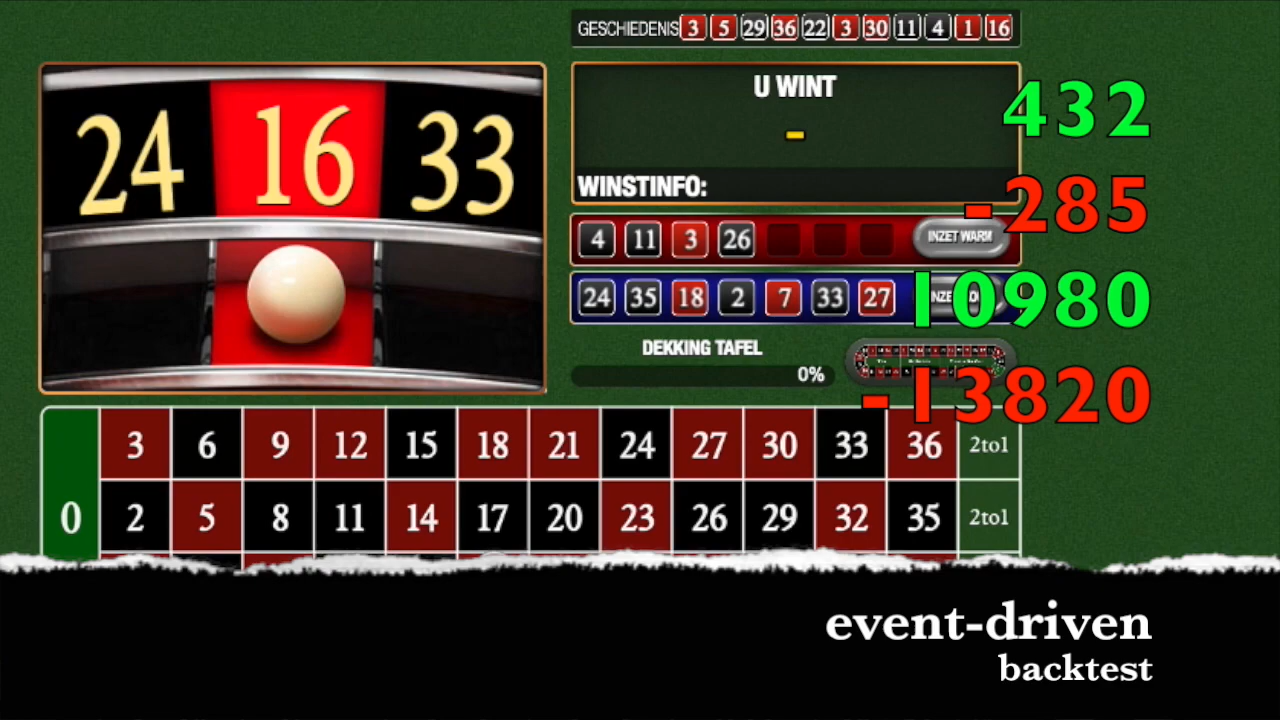 GESCHIEDENIS 3 5 29 36 22 3 30 11 4 1 16
24 16 33
U WINT
-
432
WINSTINFO:
-285
4 11 3 26
INZET WARM
24 35 18 2 7 33 27
10980
DEKKING TAFEL
0%
-13820
3 6 9 12 15 18 21 24 27 30 33 36 2to1
0 2 5 8 11 14 17 20 23 26 29 32 35 2to1
event-driven
backtest